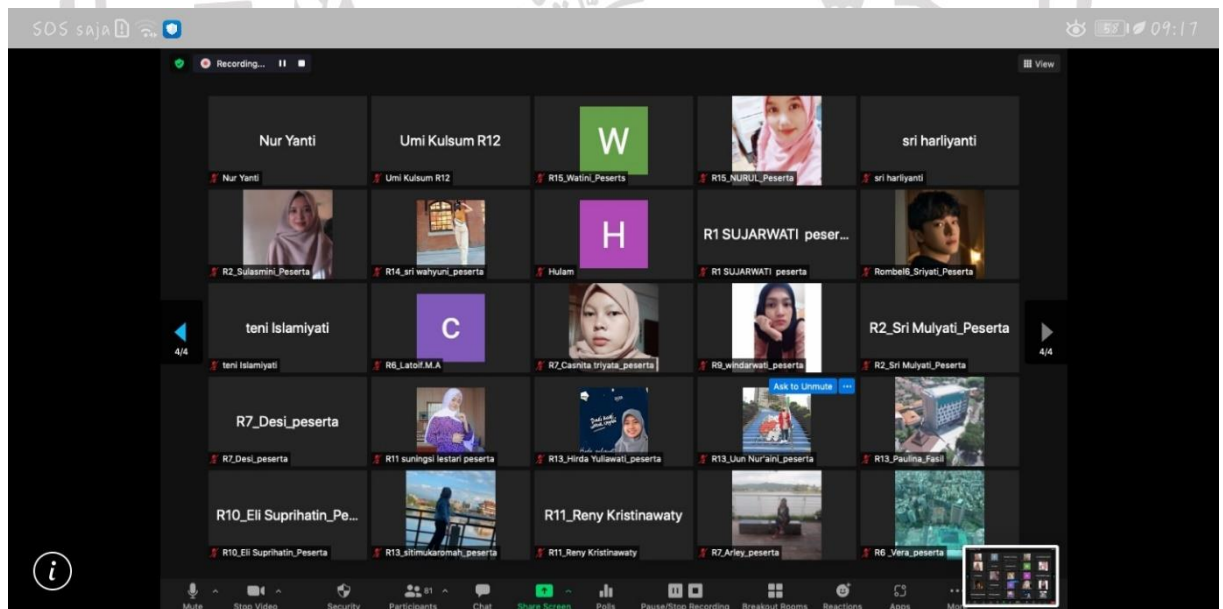 SOS saja
58 09:17
Recording...
View
Nur Yanti
Umi Kulsum R12
W
sri harliyanti
Nur Yanti
Umi Kulsum R12
R15_Watini_Peserts
R15_NURUL_Peserta
sri harliyanti
H
R1 SUJARWATI peser...
R2_Sulasmini_Peserta
R14_sri wahyuni_peserta
Hulam
R1 SUJARWATI peserta
Rombel6_Sriyati_Peserta
teni Islamiyati
C
R2_Sri Mulyati_Peserta
4/4
4/4
teni Islamiyati
R6_Latoif.M.A
R7_Casnita triyata_peserta
R9_windarwati_peserta
R2_Sri Mulyati_Peserta
Ask to Unmute
R7_Desi_peserta
R7_Desi_peserta
R11 suningsi lestari peserta
R13_Hirda Yuliawati_peserta
R13_Uun Nur'aini_peserta
R13_Paulina_Fasil
R10_Eli Suprihatin_Pe...
R11_Reny Kristinawaty
R10_Eli Suprihatin_Peserta
R13_sitimukaromah_peserta
R11_Reny Kristinawaty
R7_Arley_peserta
R6 _Vera_peserta
i
81
Mute
Stop Video
Security
Participants
Chat
Share Screen
Polls
Pause/Stop Recording
Breakout Rooms
Reactions
Apps